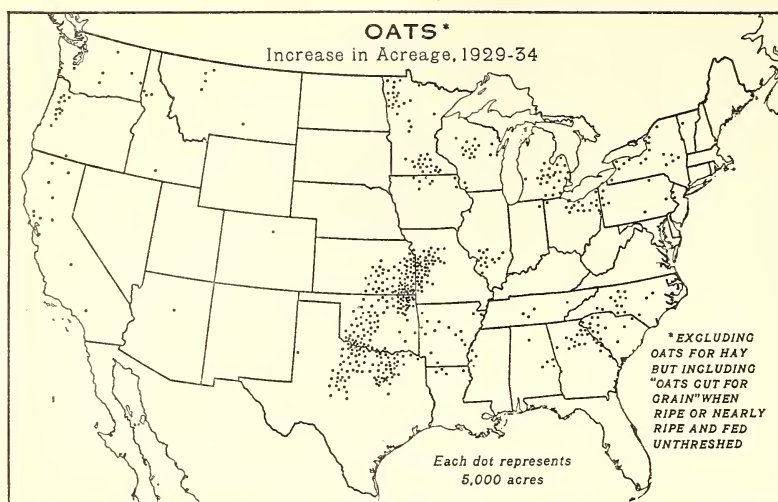 OATS*
Increase in Acreage, 1929-34
*EXCLUDING
OATS FOR HAY
BUT INCLUDING
"OATS CUT FOR
GRAIN" WHEN
RIPE OR NEARLY
RIPE AND FED
UNTHRESHED
Each dot represents
5,000 acres